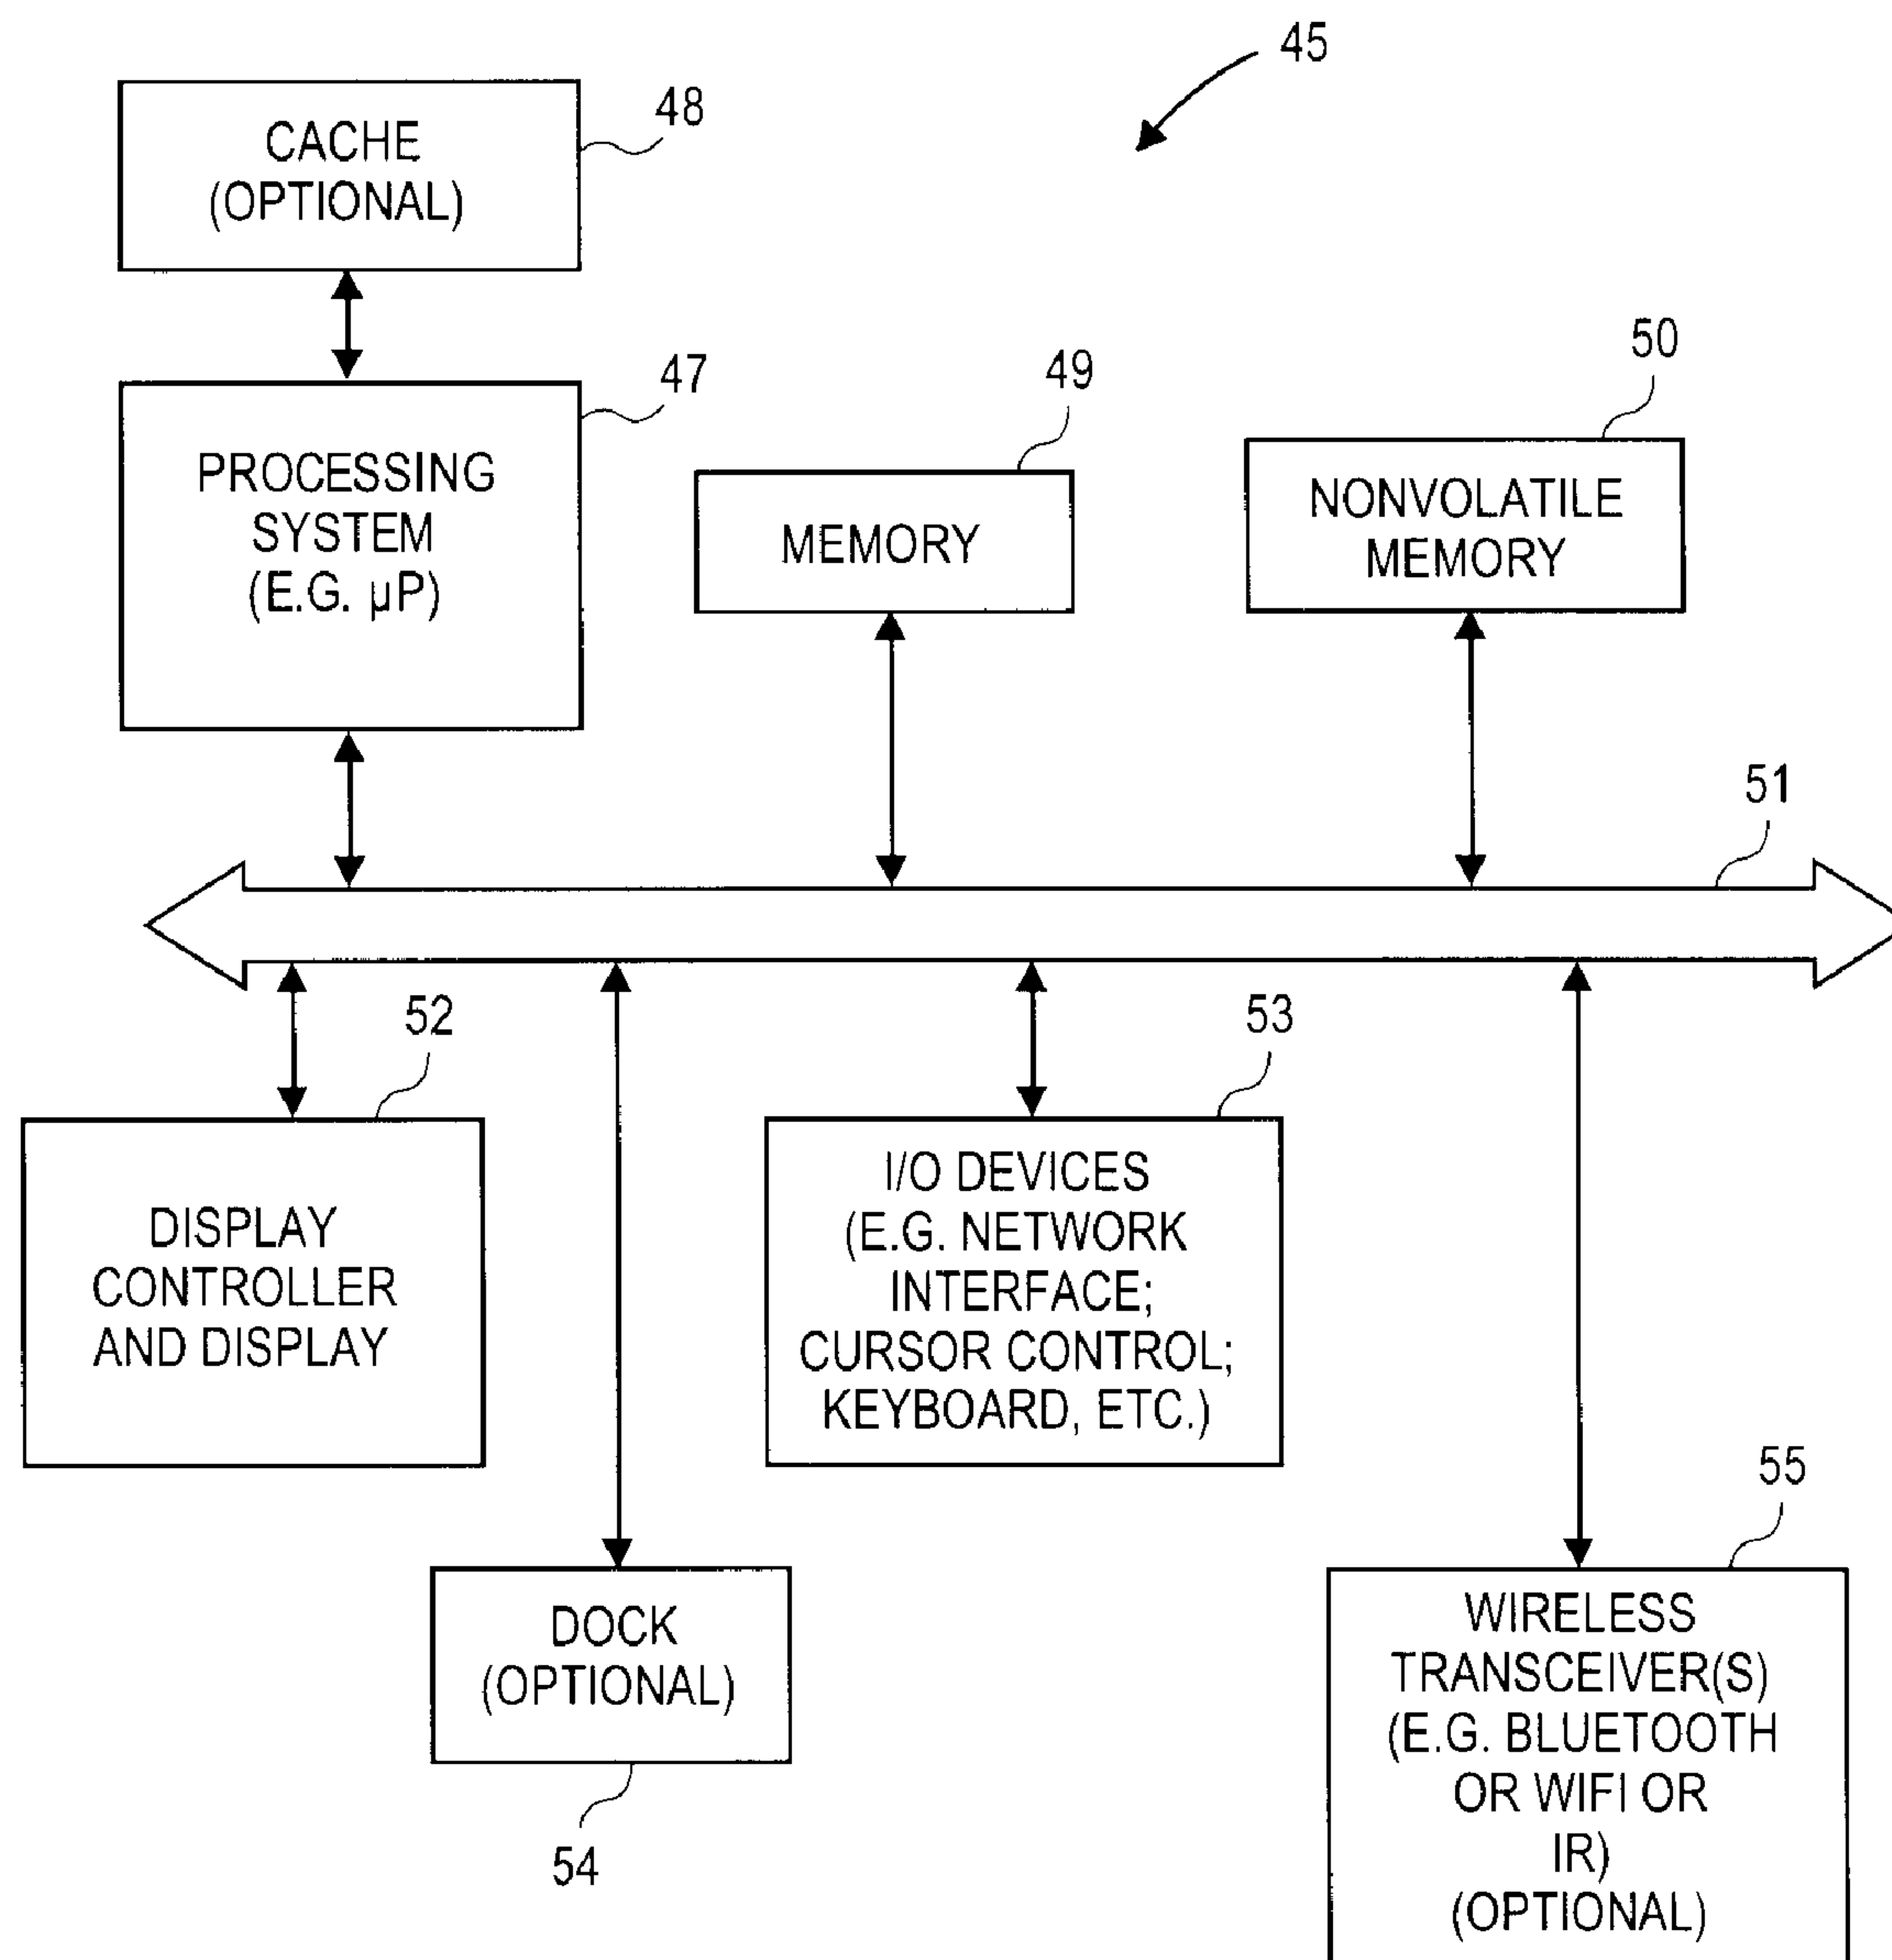 45
48
CACHE
(OPTIONAL)
47
PROCESSING
SYSTEM
(E.G. µP)
49
MEMORY
50
NONVOLATILE
MEMORY
51
52
DISPLAY
CONTROLLER
AND DISPLAY
53
I/O DEVICES
(E.G. NETWORK
INTERFACE;
CURSOR CONTROL;
KEYBOARD, ETC.)
DOCK
(OPTIONAL)
54
55
WIRELESS
TRANSCEIVER(S)
(E.G. BLUETOOTH
OR WIFI OR
IR)
(OPTIONAL)